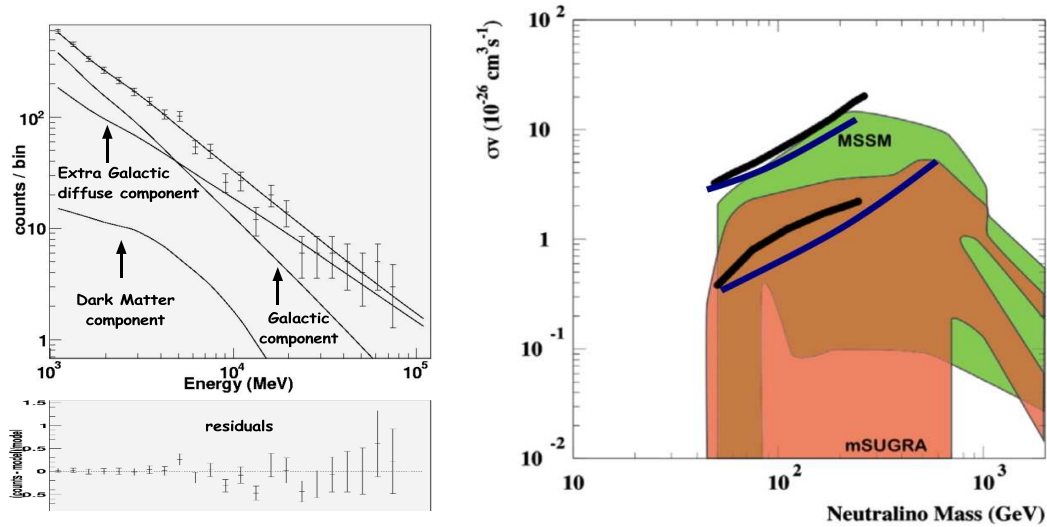 counts / bin
10²
10
1
Extra Galactic
diffuse component
Dark Matter
component
Galactic
component
10³
10⁴
10⁵
Energy (MeV)
(counts - model)/model
1.5
1
0.5
0
0.5
residuals
σv (10⁻²⁶ cm³s⁻¹)
10²
10
1
10⁻¹
10⁻²
MSSM
mSUGRA
10
10²
10³
Neutralino Mass (GeV)